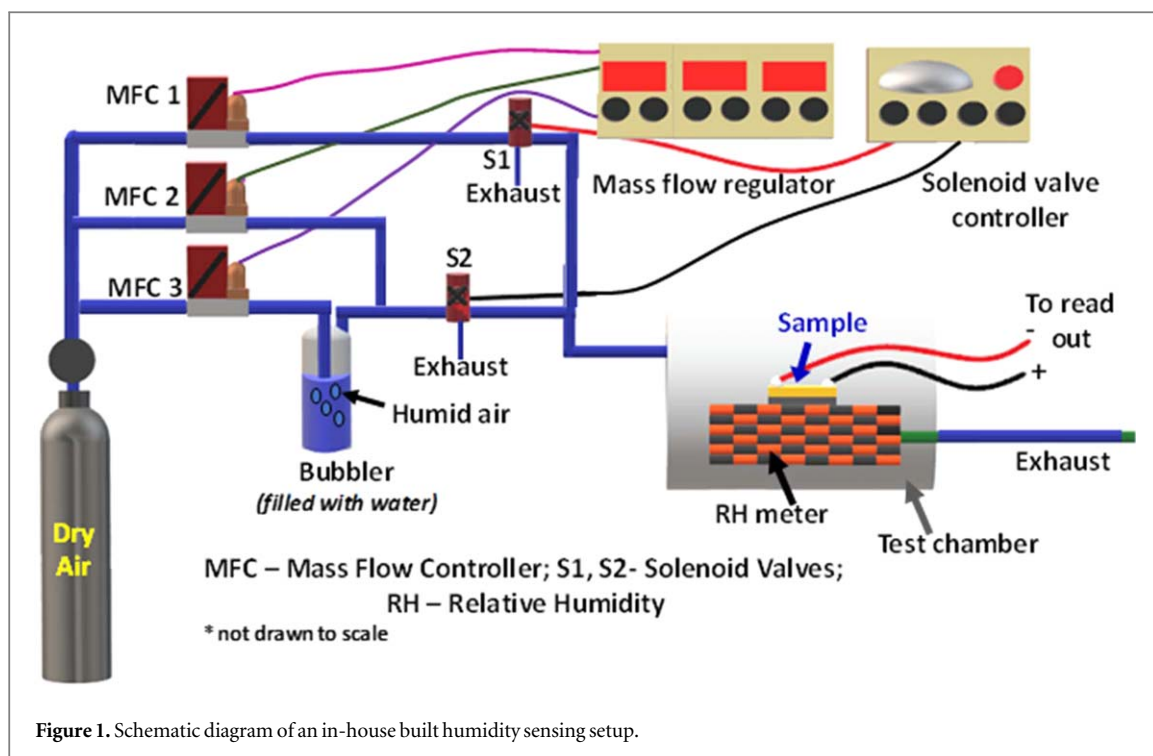 MFC 1
MFC 2
MFC 3
S1
Exhaust
Mass flow regulator
Solenoid valve
controller
S2
Exhaust
Humid air
Bubbler
(filled with water)
Dry
Air
Sample
To read
out
-
+
Exhaust
RH meter
Test chamber
MFC – Mass Flow Controller; S1, S2- Solenoid Valves;
RH – Relative Humidity
* not drawn to scale
Figure 1. Schematic diagram of an in-house built humidity sensing setup.